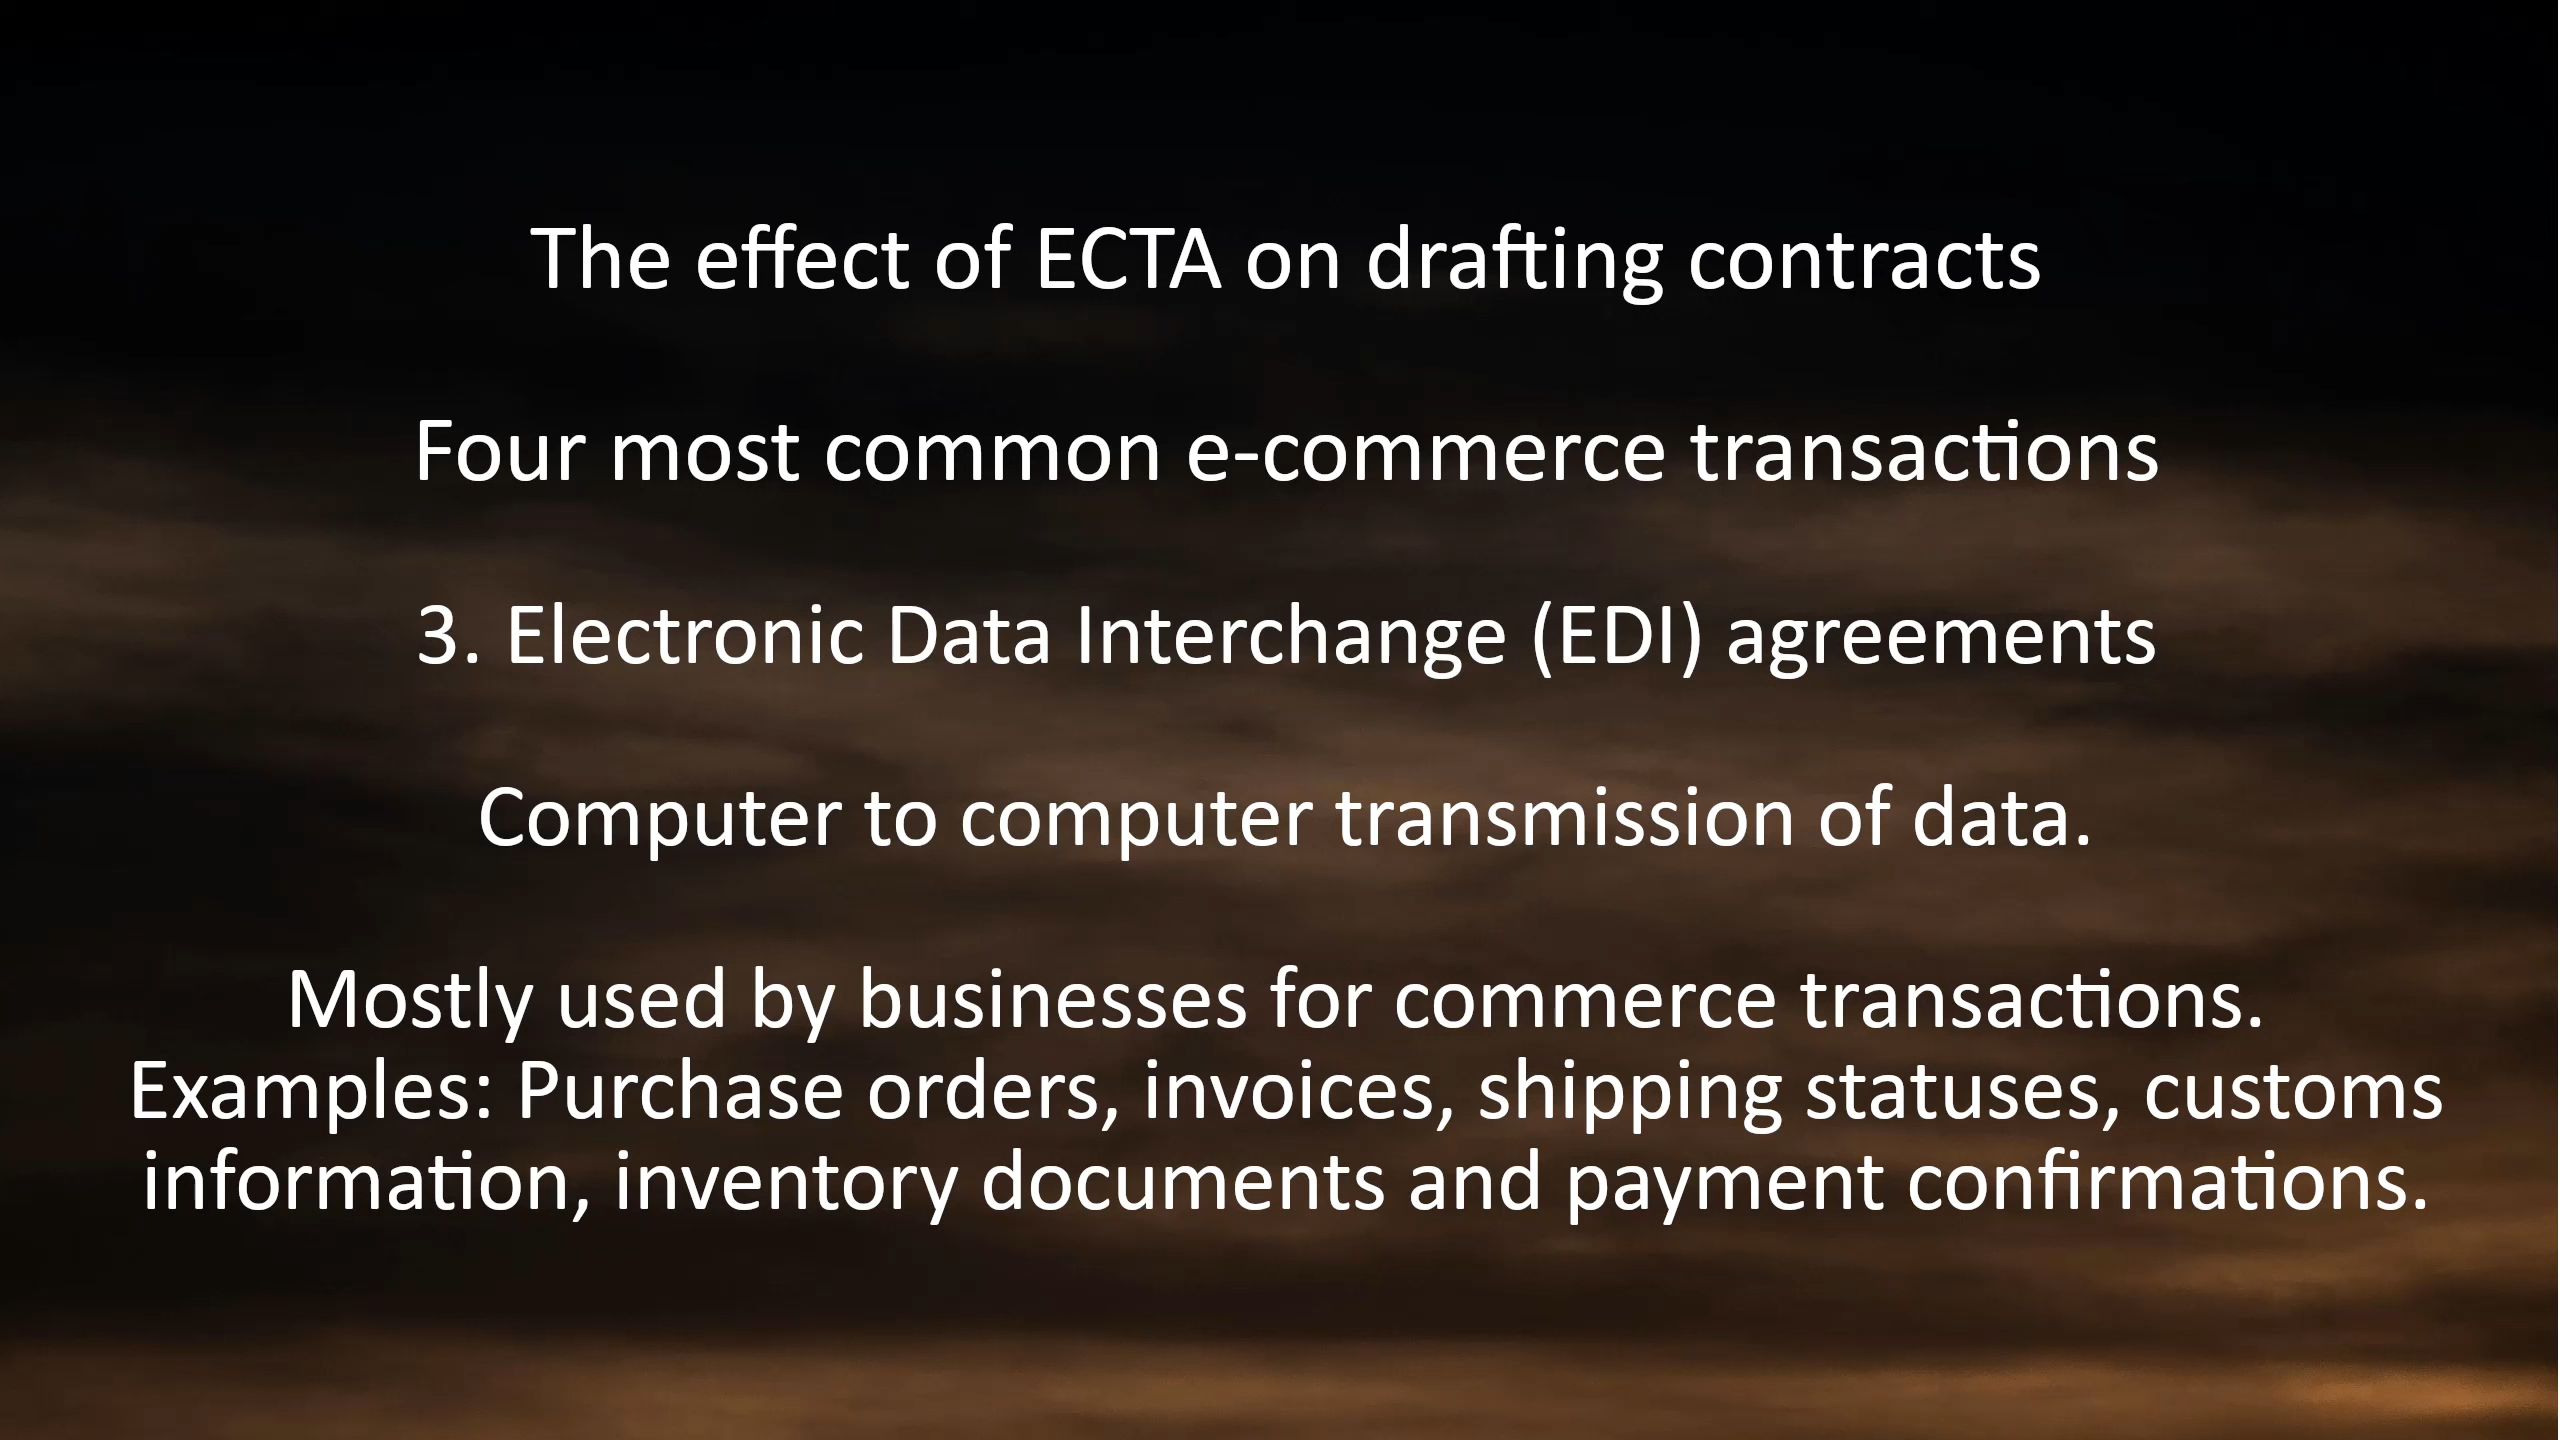 The effect of ECTA on drafting contracts
Four most common e-commerce transactions
3. Electronic Data Interchange (EDI) agreements
Computer to computer transmission of data.
Mostly used by businesses for commerce transactions.
Examples: Purchase orders, invoices, shipping statuses, customs
information, inventory documents and payment confirmations.